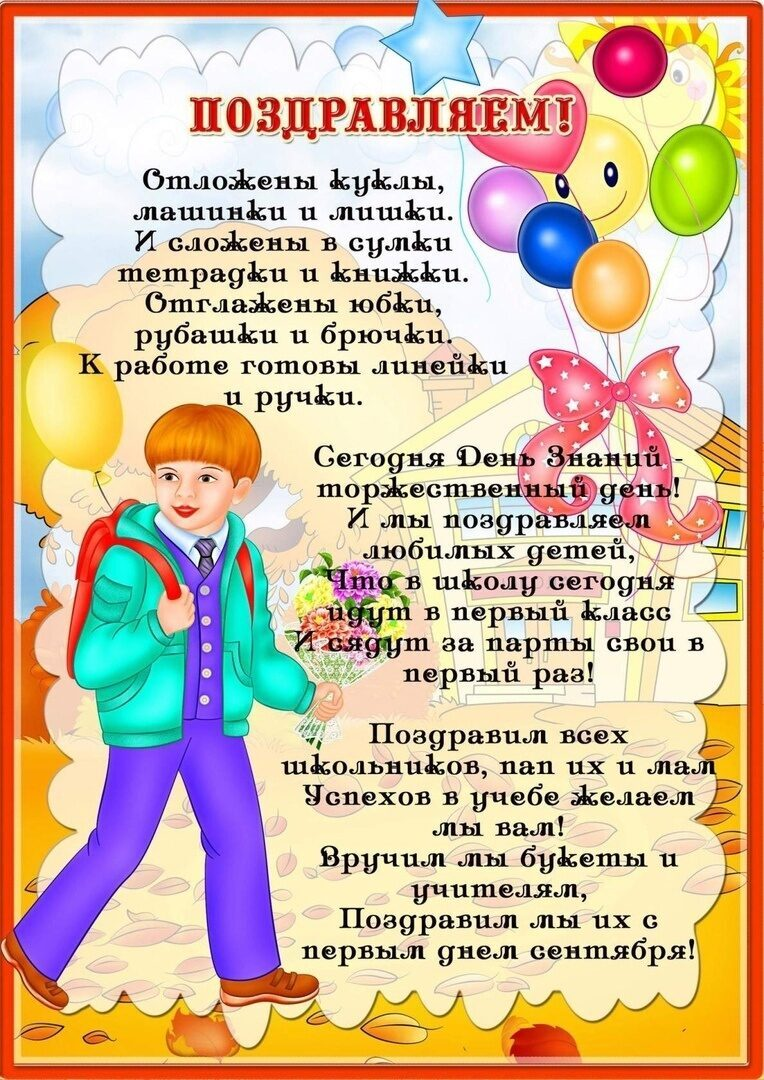 ПОЗДРАВЛЯЕМ!
Отложены куклы,
машинки и мишки.
И сложены в сумки
тетрадки и книжки.
Отглажены юбки,
рубашки и брючки.
К работе готовы линейки
и ручки.
Сегодня День Знаний -
торжественный день!
И мы поздравляем
любимых детей,
Что в школу сегодня
идут в первый класс
И сядут за парты свои в
первый раз!
Поздравим всех
школьников, пап их и мам
Успехов в учебе желаем
мы вам!
Вручим мы букеты и
учителям,
Поздравим мы их с
первым днем сентября!